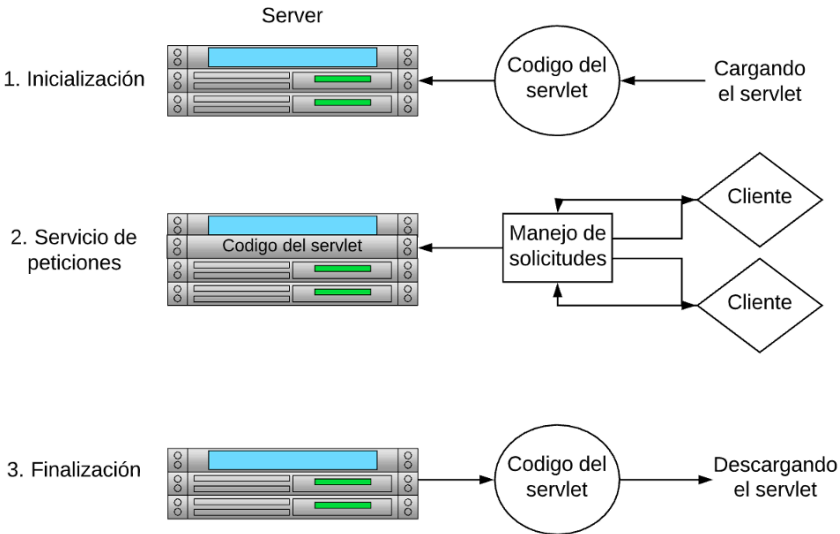 Server
1. Inicialización
Codigo del
servlet
Cargando
el servlet
2. Servicio de
peticiones
Codigo del servlet
Manejo de
solicitudes
Cliente
Cliente
3. Finalización
Codigo del
servlet
Descargando
el servlet